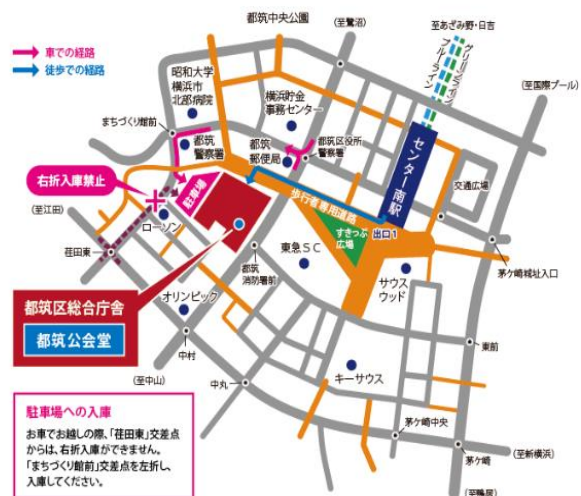 都筑中央公園
(至鷺沼)
至あざみ野・日吉
グリーンライン
ブルーライン
(至国際プール)
車での経路
徒歩での経路
昭和大学
横浜市
北部病院
横浜貯金
事務センター
まちづくり館前
都筑
警察署
都筑
郵便局
都筑区役所
警察署
センター南駅
交通広場
右折入庫禁止
駐車場
歩行者専用道路
(至江田)
ローソン
すきっぷ
広場
出口1
荏田東
東急SC
都筑
消防署前
サウス
ウッド
茅ケ崎城址入口
都筑区総合庁舎
都筑公会堂
オリンピック
中村
東前
(至中山)
中丸
キーサウス
駐車場への入庫
お車でお越しの際、「荏田東」交差点
からは、右折入庫ができません。
「まちづくり館前」交差点を左折し、
入庫してください。
茅ケ崎中央
茅ケ崎
(至新横浜)
(至鴨居)